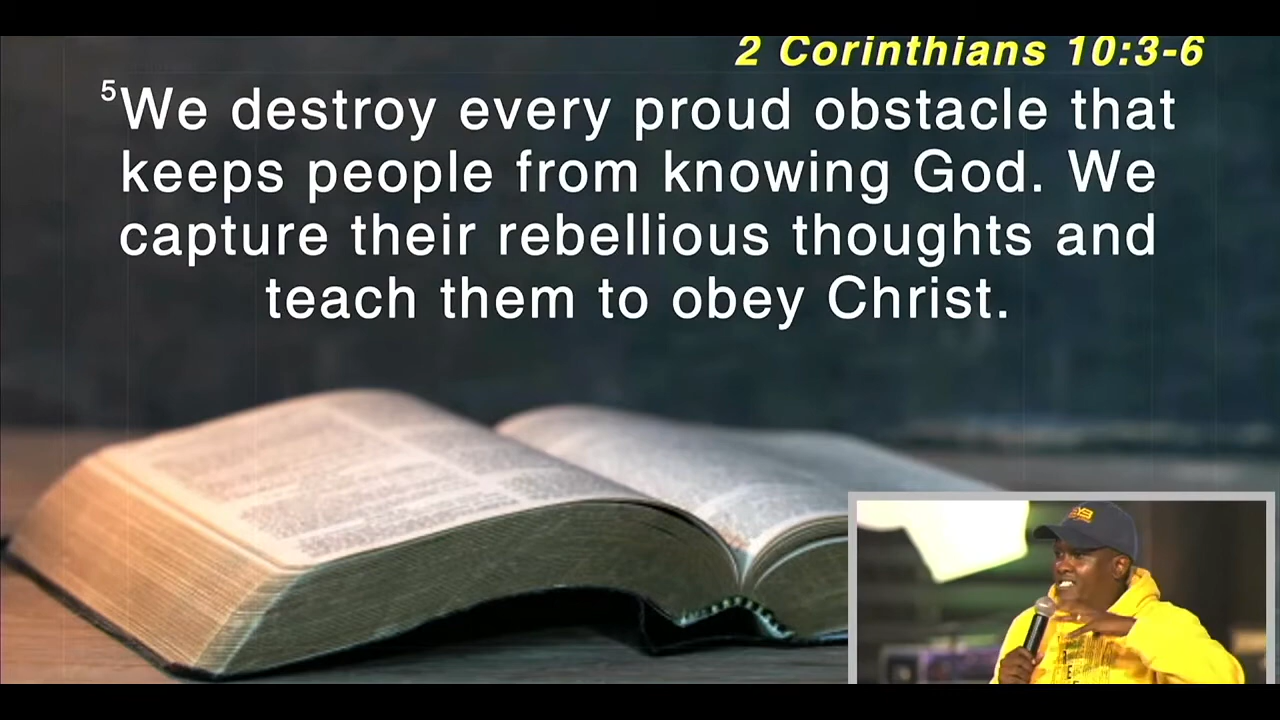 2 Corinthians 10:3-6
5We destroy every proud obstacle that
keeps people from knowing God. We
capture their rebellious thoughts and
teach them to obey Christ.